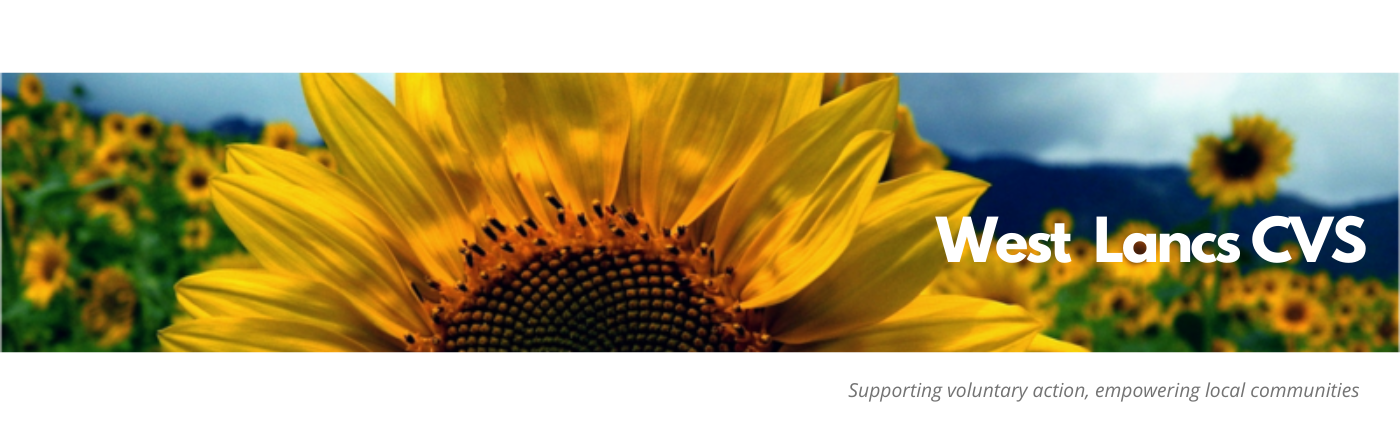 West Lancs CVS
Supporting voluntary action, empowering local communities